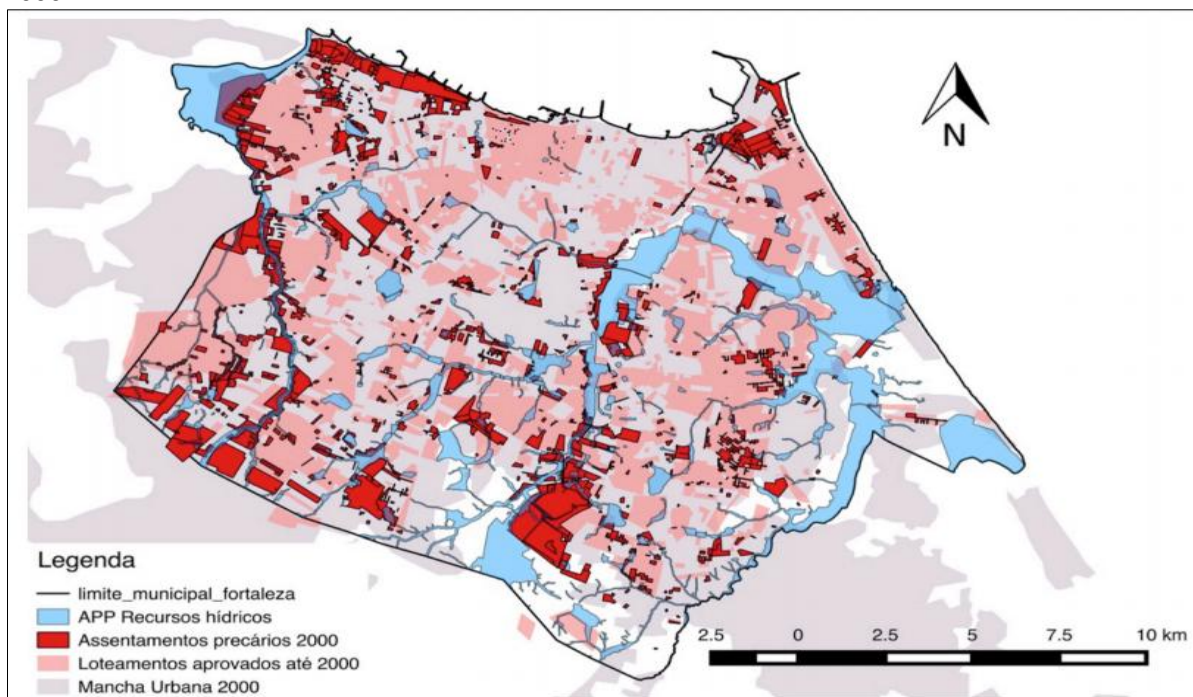 N
Legenda
limite_municipal_fortaleza
APP Recursos hídricos
Assentamentos precários 2000
Loteamentos aprovados até 2000
Mancha Urbana 2000
2.5 0 2.5 5 7.5 10 km